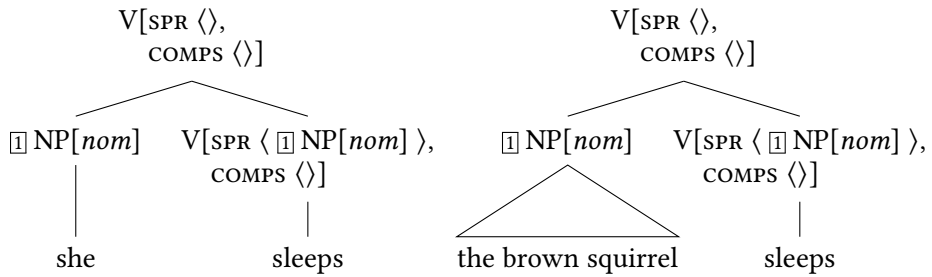 V[SPR ⟨⟩, V[SPR ⟨⟩,
COMPS ⟨⟩] COMPS ⟨⟩]
1 NP[nom] V[SPR ⟨ 1 NP[nom] ⟩, 1 NP[nom] V[SPR ⟨ 1 NP[nom] ⟩,
COMPS ⟨⟩] COMPS ⟨⟩]
she sleeps the brown squirrel sleeps